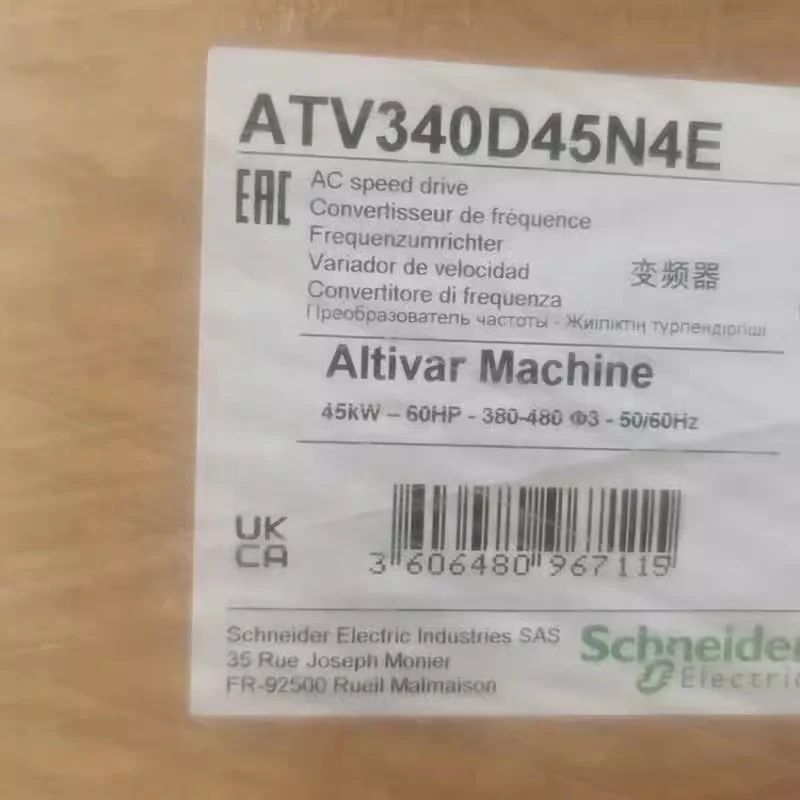 ATV340D45N4E
EAC
AC speed drive
Convertisseur de fréquence
Frequenzumrichter
Variador de velocidad
变频器
Convertitore di frequenza
Преобразователь частоты - Жиіліктің түрлендіргіші
Altivar Machine
45kW – 60HP - 380-480 Φ3 - 50/60Hz
UK
CA
3 606480 967115
Schneider Electric Industries SAS
35 Rue Joseph Monier
FR-92500 Rueil Malmaison
Schneider
Electric